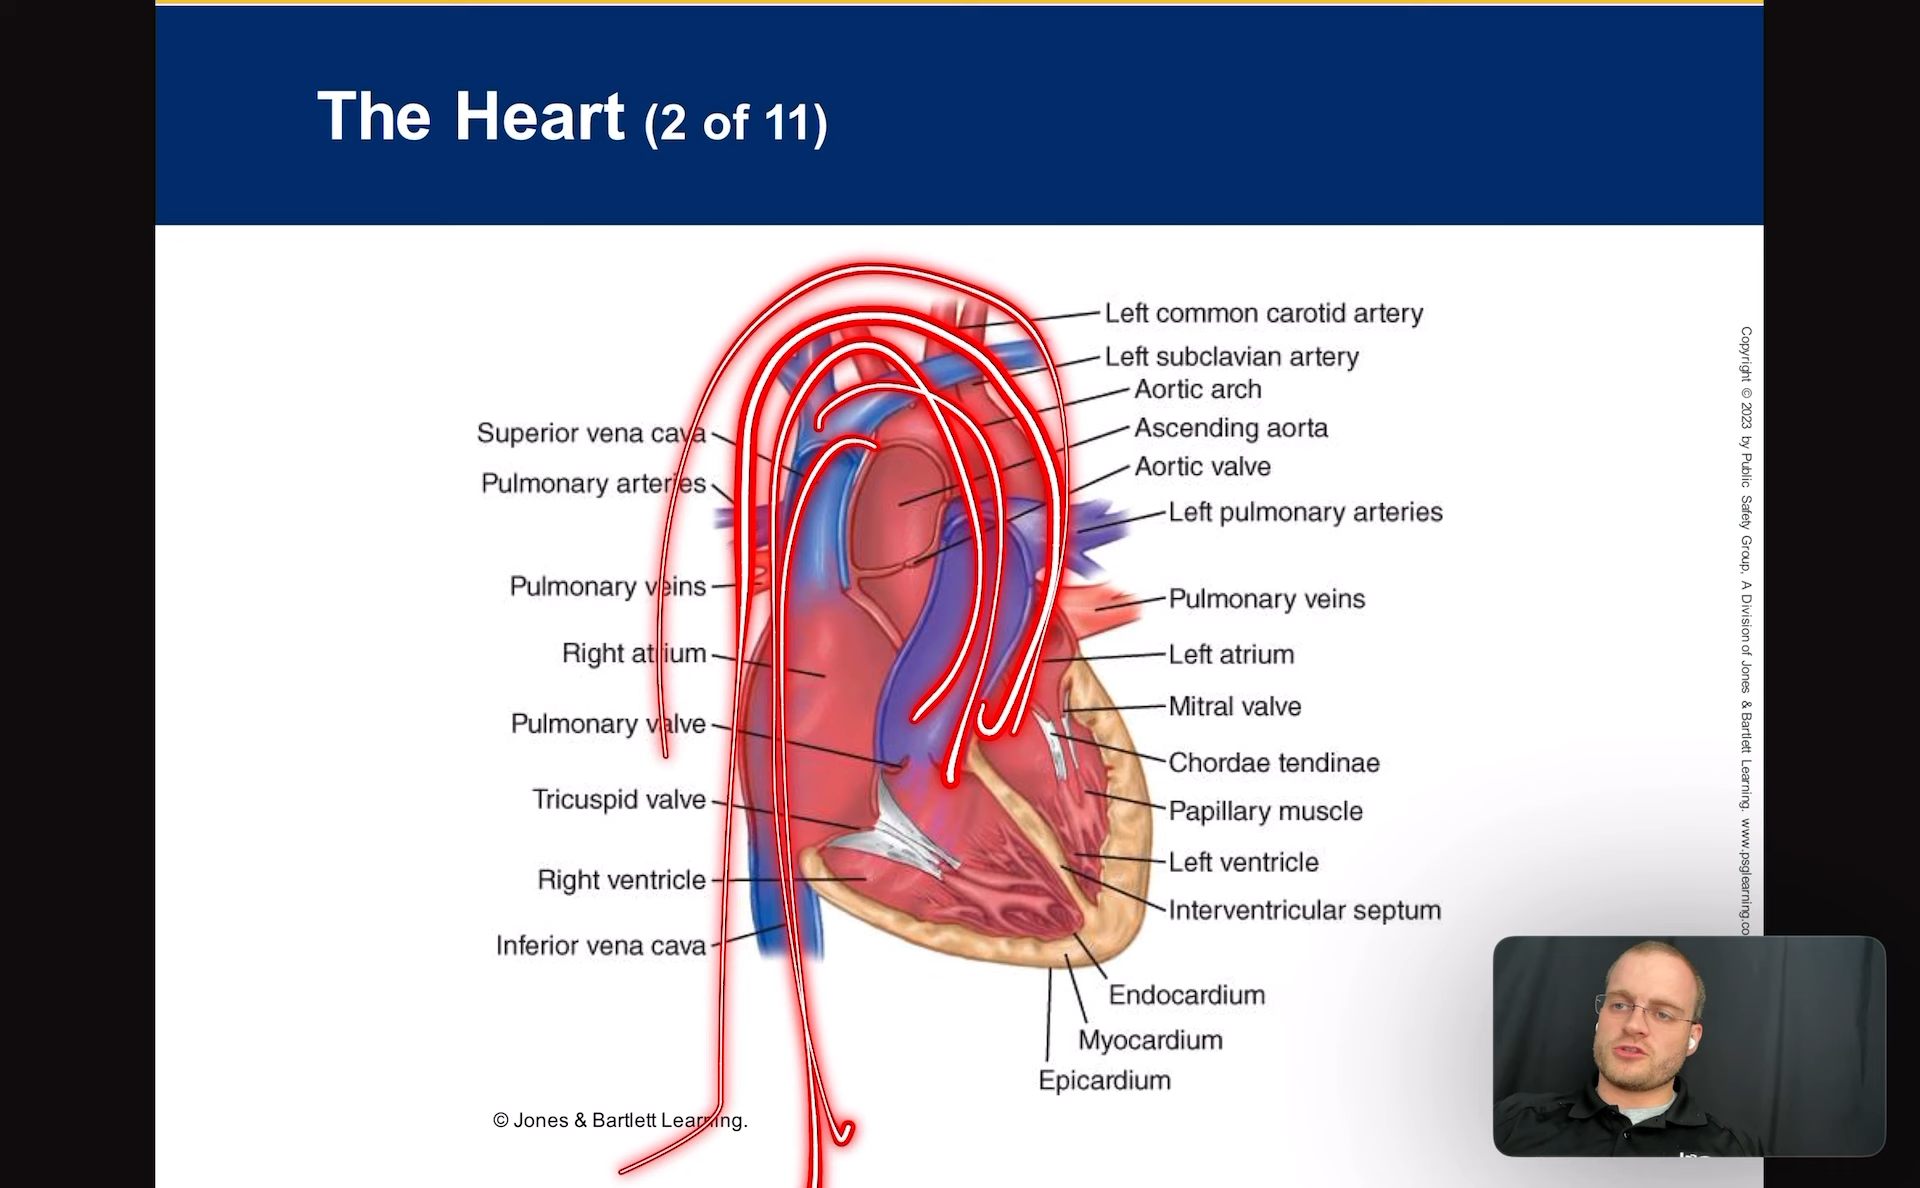 The Heart (2 of 11)
Left common carotid artery
Left subclavian artery
Aortic arch
Ascending aorta
Aortic valve
Left pulmonary arteries
Pulmonary veins
Left atrium
Mitral valve
Chordae tendinae
Papillary muscle
Left ventricle
Interventricular septum
Endocardium
Myocardium
Epicardium
Superior vena cava
Pulmonary arteries
Pulmonary veins
Right atrium
Pulmonary valve
Tricuspid valve
Right ventricle
Inferior vena cava
© Jones & Bartlett Learning.
Copyright © 2023 by Public Safety Group, A Division of Jones & Bartlett Learning. www.psglearning.co